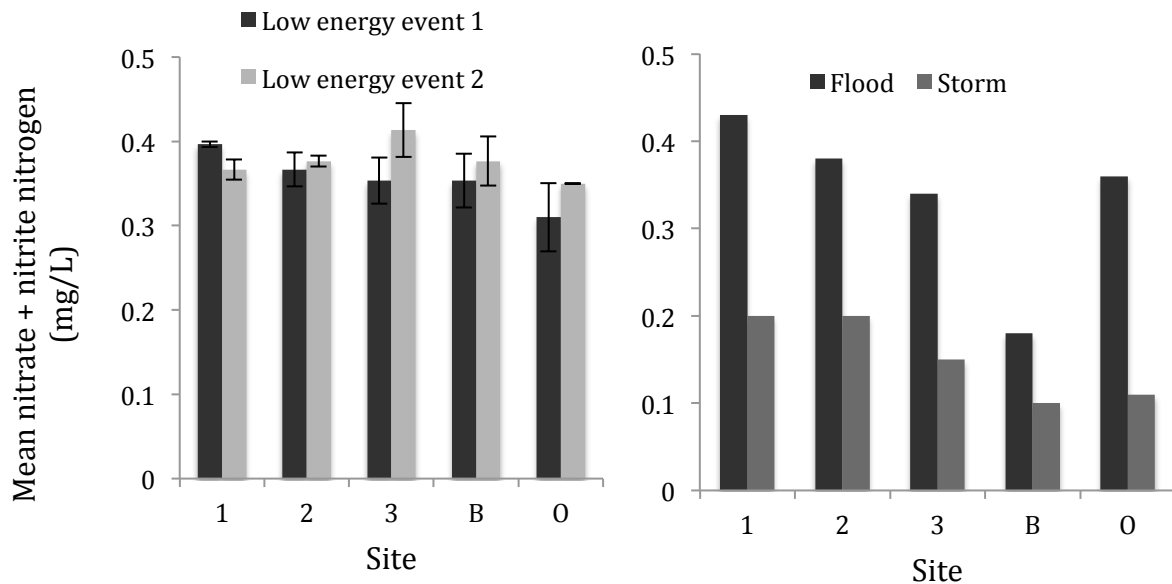 Low energy event 1
Low energy event 2
Mean nitrate + nitrite nitrogen
(mg/L)
0.5
0.4
0.3
0.2
0.1
0
1 2 3 B O
Site
Flood Storm
0.5
0.4
0.3
0.2
0.1
0
1 2 3 B O
Site